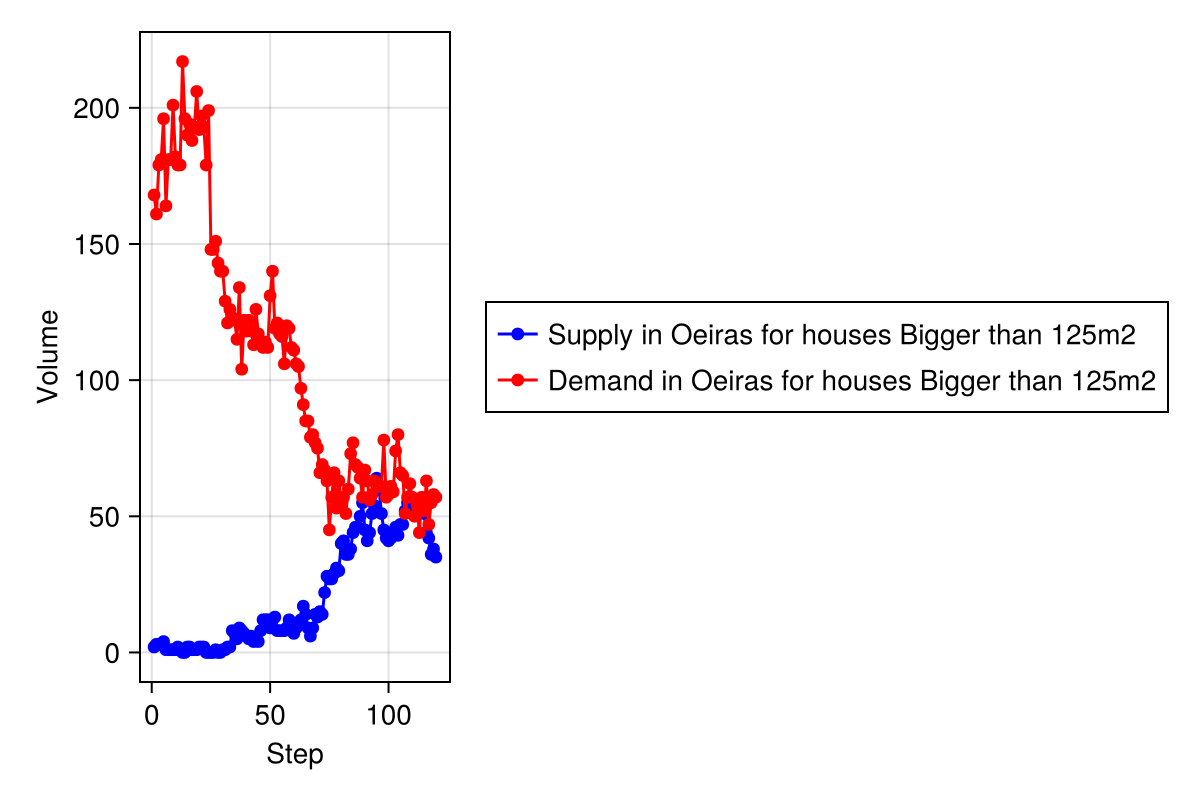 200
150
100
50
0
Volume
0 50 100
Step
Supply in Oeiras for houses Bigger than 125m2
Demand in Oeiras for houses Bigger than 125m2